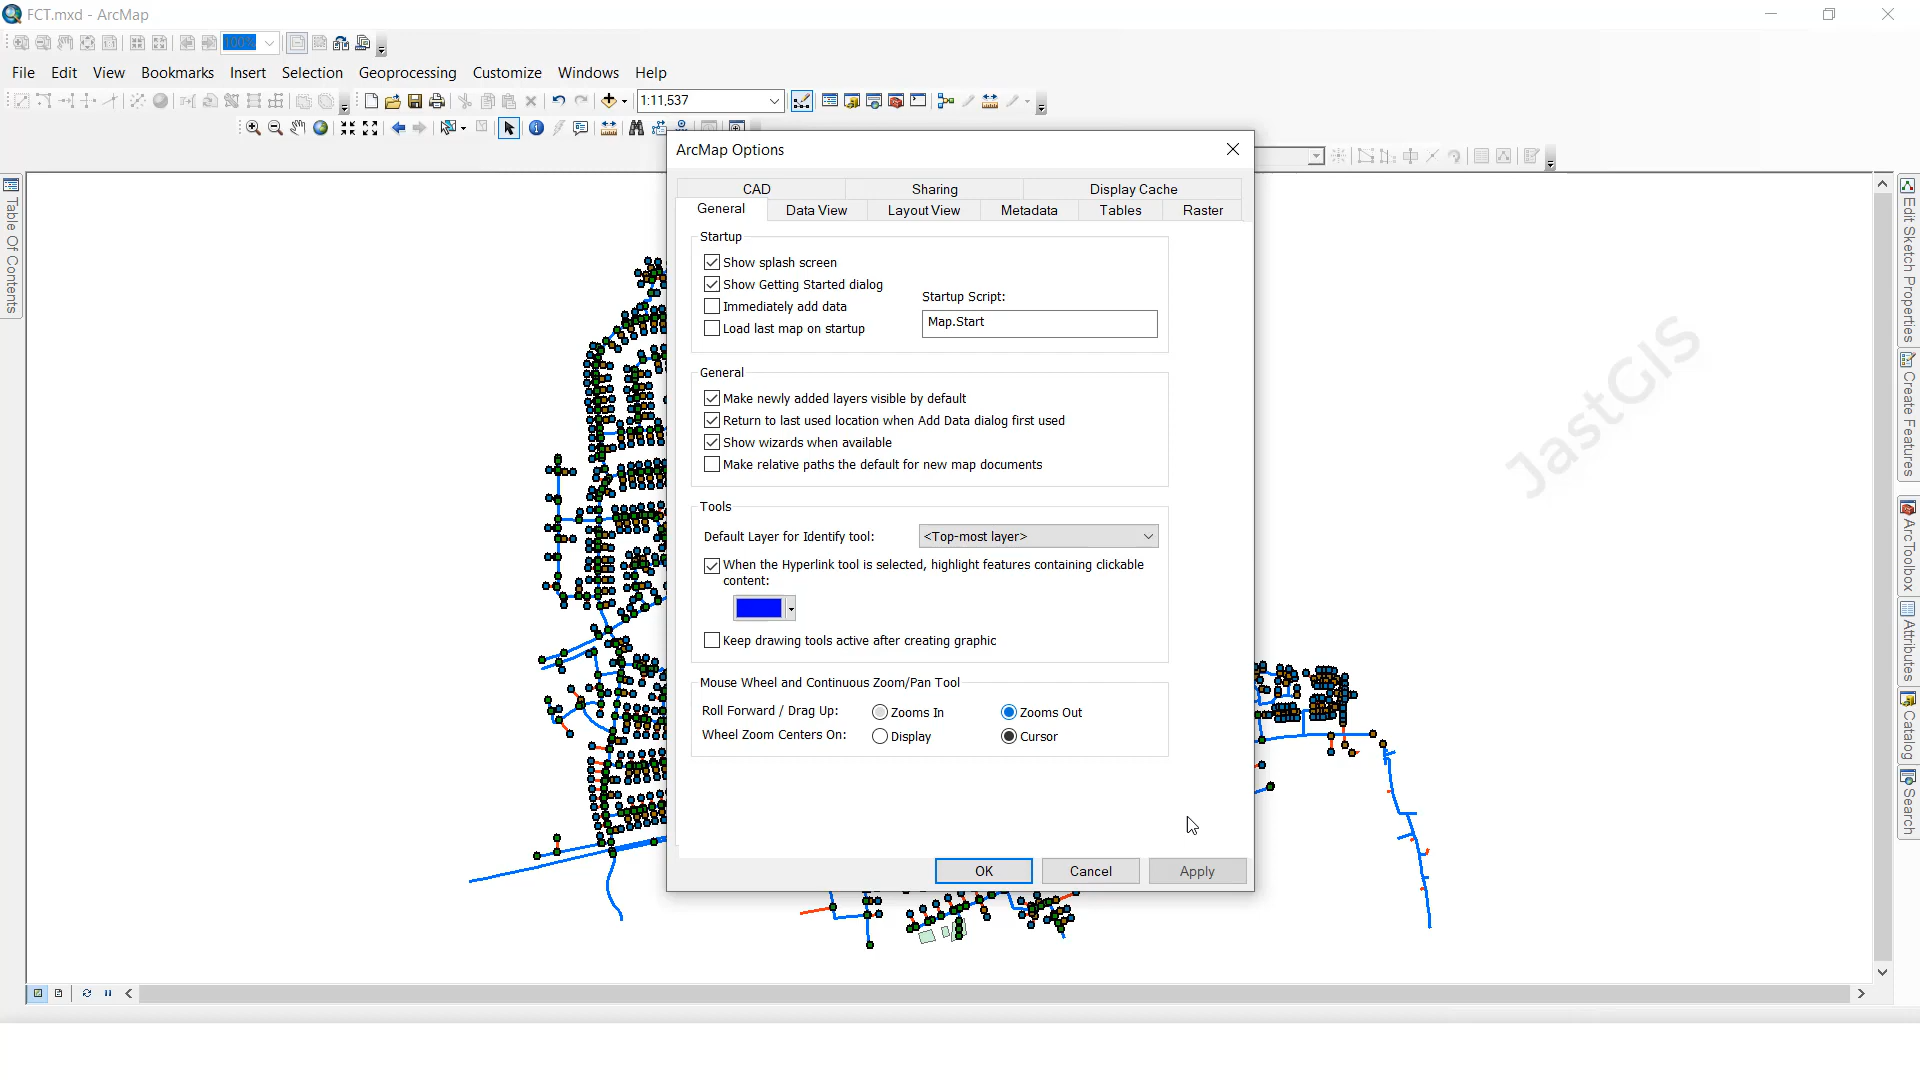 FCT.mxd - ArcMap
100%
File Edit View Bookmarks Insert Selection Geoprocessing Customize Windows Help
1:11,537
ArcMap Options
CAD Sharing Display Cache
General Data View Layout View Metadata Tables Raster
Startup
Show splash screen
Show Getting Started dialog
Immediately add data
Load last map on startup
Startup Script:
Map.Start
General
Make newly added layers visible by default
Return to last used location when Add Data dialog first used
Show wizards when available
Make relative paths the default for new map documents
Tools
Default Layer for Identify tool: <Top-most layer>
When the Hyperlink tool is selected, highlight features containing clickable
content:
Keep drawing tools active after creating graphic
Mouse Wheel and Continuous Zoom/Pan Tool
Roll Forward / Drag Up: Zooms In Zooms Out
Wheel Zoom Centers On: Display Cursor
OK Cancel Apply
Table Of Contents
JastGIS
Edit Sketch Properties
Create Features
ArcToolbox
Attributes
Catalog
Search